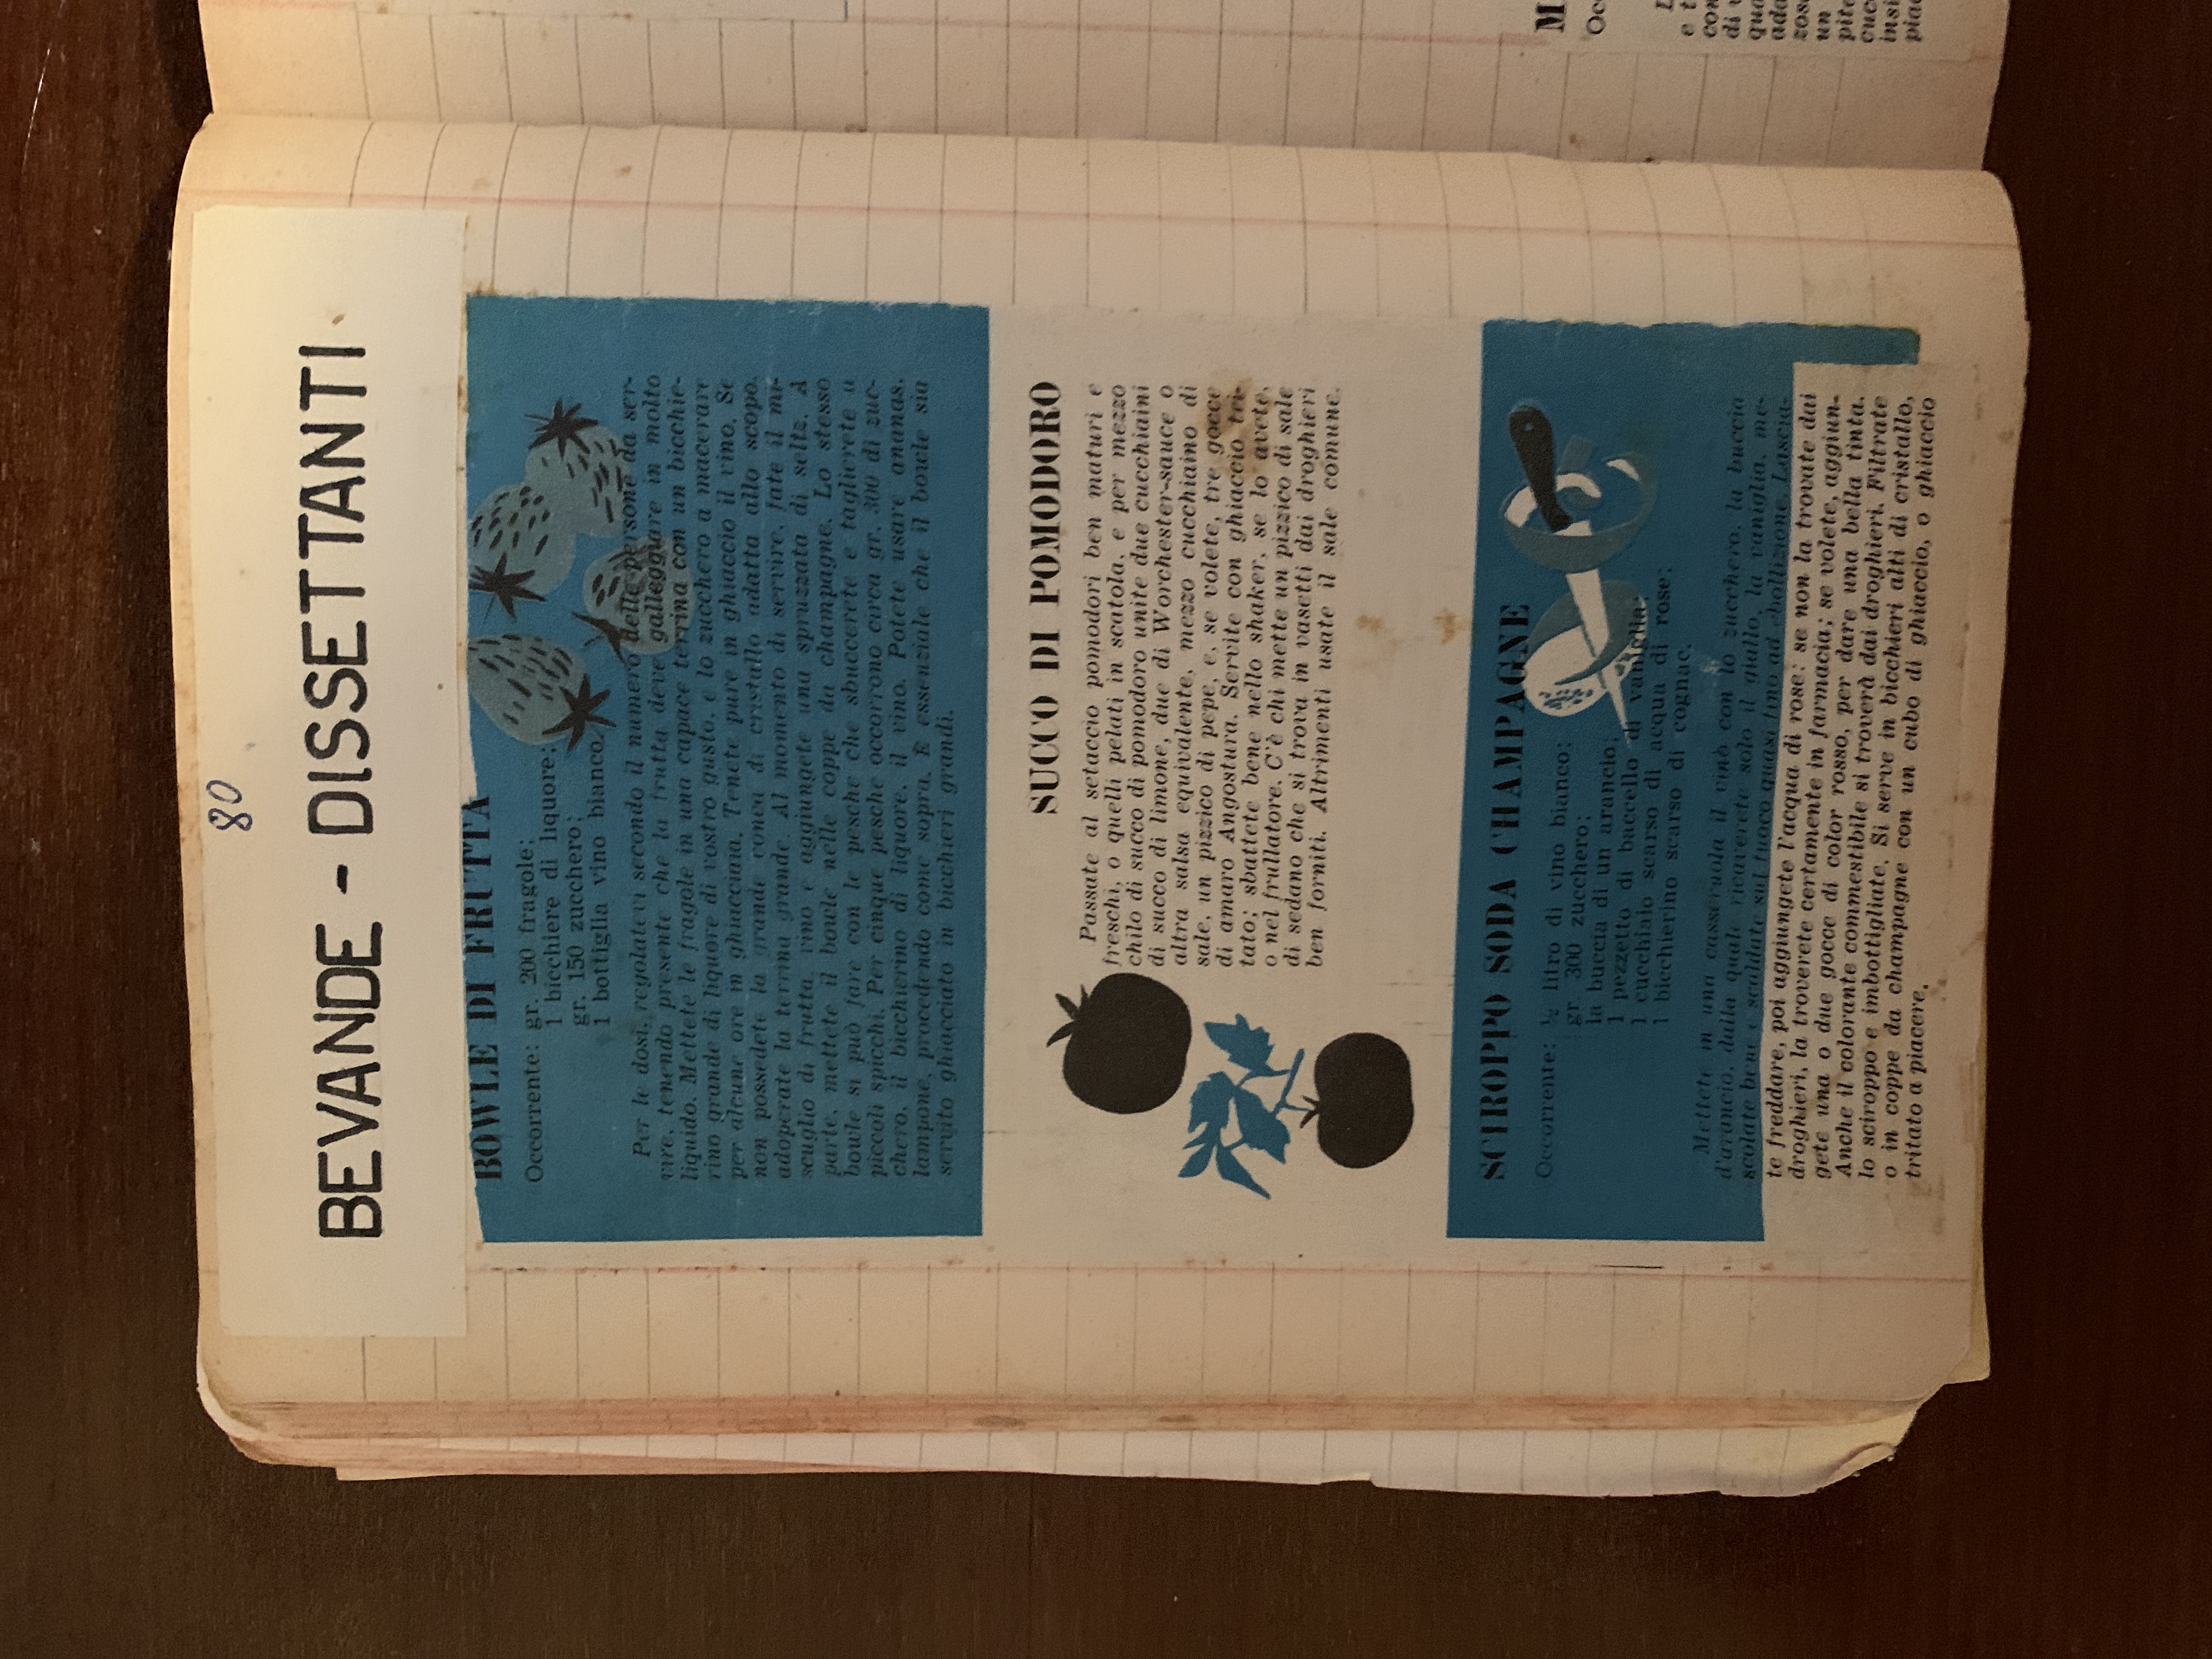 80
BEVANDE - DISSETTANTI
BOWLE DI FRUTTA
Occorrente: gr. 200 fragole;
1 bicchiere di liquore;
gr. 150 zucchero;
1 bottiglia vino bianco.
Per le dosi, regolatevi secondo il numero delle persone da ser-
vire, tenendo presente che la frutta deve galleggiare in molto
liquido. Mettete le fragole in una capace terrina con un bicchie-
rino grande di liquore di vostro gusto, e lo zucchero a macerare
per alcune ore in ghiacciaia. Tenete pure in ghiaccio il vino. Se
non possedete la grande conca di cristallo adatta allo scopo,
adoperate la terrina grande. Al momento di servire, fate il mi-
scuglio di frutta, vino e aggiungete una spruzzata di seltz. A
parte, mettete il bowle nelle coppe da champagne. Lo stesso
bowle si può fare con le pesche che sbuccerete e taglierete a
piccoli spicchi. Per cinque pesche occorrono circa gr. 300 di zuc-
chero, il bicchierino di liquore, il vino. Potete usare ananas,
lampone, procedendo come sopra. È essenziale che il bowle sia
servito ghiacciato in bicchieri grandi.
SUCCO DI POMODORO
Passate al setaccio pomodori ben maturi e
freschi, o quelli pelati in scatola, e per mezzo
chilo di succo di pomodoro unite due cucchiaini
di succo di limone, due di Worchester-sauce o
altra salsa equivalente, mezzo cucchiaino di
sale, un pizzico di pepe, e, se volete, tre gocce
di amaro Angostura. Servite con ghiaccio tri-
tato; sbattete bene nello shaker, se lo avete,
o nel frullatore. C'è chi mette un pizzico di sale
di sedano che si trova in vasetti dai droghieri
ben forniti. Altrimenti usate il sale comune.
SCIROPPO SODA CHAMPAGNE
Occorrente: ½ litro di vino bianco;
gr. 300 zucchero;
la buccia di un arancio;
1 pezzetto di baccello di vaniglia;
1 cucchiaio scarso di acqua di rose;
1 bicchierino scarso di cognac.
Mettete in una casseruola il vino con lo zucchero, la buccia
d'arancio, dalla quale ricaverete solo il giallo, la vaniglia, me-
scolate bene e scaldate sul fuoco quasi fino ad ebollizione. Lascia-
te freddare, poi aggiungete l'acqua di rose: se non la trovate dai
droghieri, la troverete certamente in farmacia; se volete, aggiun-
gete una o due gocce di color rosso, per dare una bella tinta.
Anche il colorante commestibile si troverà dai droghieri. Filtrate
lo sciroppo e imbottigliate. Si serve in bicchieri alti di cristallo,
o in coppe da champagne con un cubo di ghiaccio, o ghiaccio
tritato a piacere.